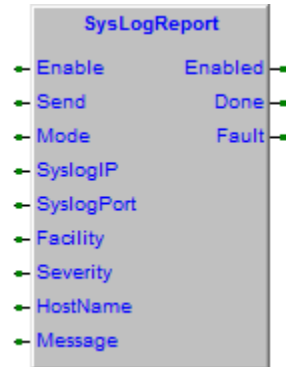 SysLogReport
Enable Enabled
Send Done
Mode Fault
SyslogIP
SyslogPort
Facility
Severity
HostName
Message